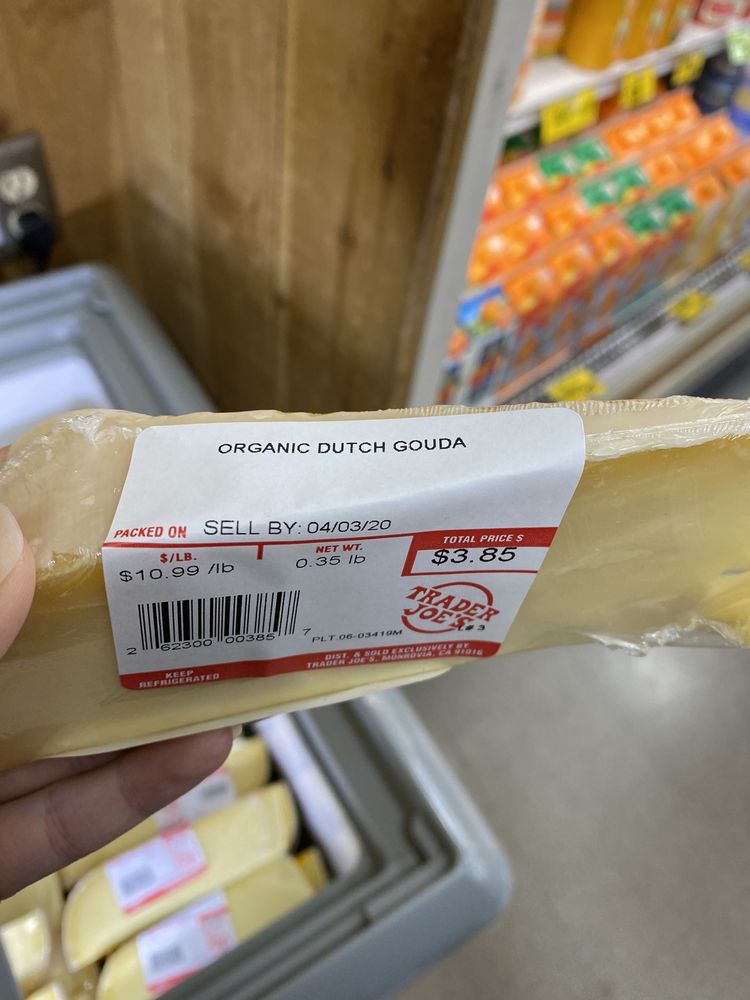 ORGANIC DUTCH GOUDA
PACKED ON SELL BY: 04/03/20
$/LB. NET WT. TOTAL PRICE $
$10.99 /lb 0.35 lb $3.85
TRADER
JOE'S
L# 3
2 62300 00385 7
PLT.06-03419M
KEEP
REFRIGERATED
DIST. & SOLD EXCLUSIVELY BY
TRADER JOE'S, MONROVIA, CA 91016